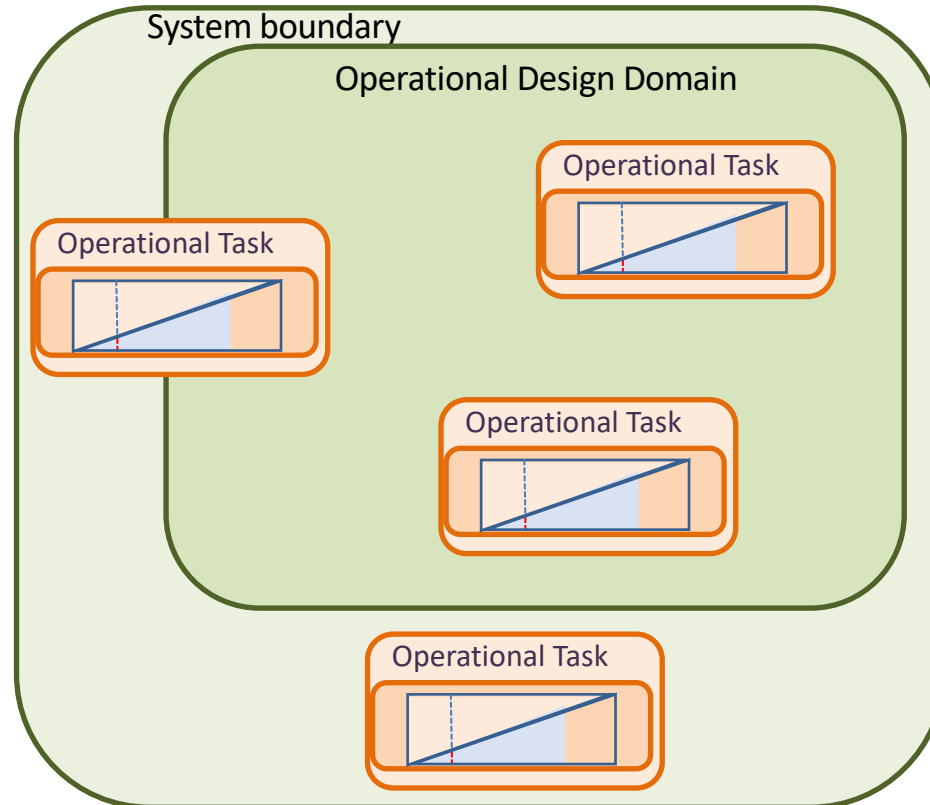 System boundary
Operational Design Domain
Operational Task
Operational Task
Operational Task
Operational Task